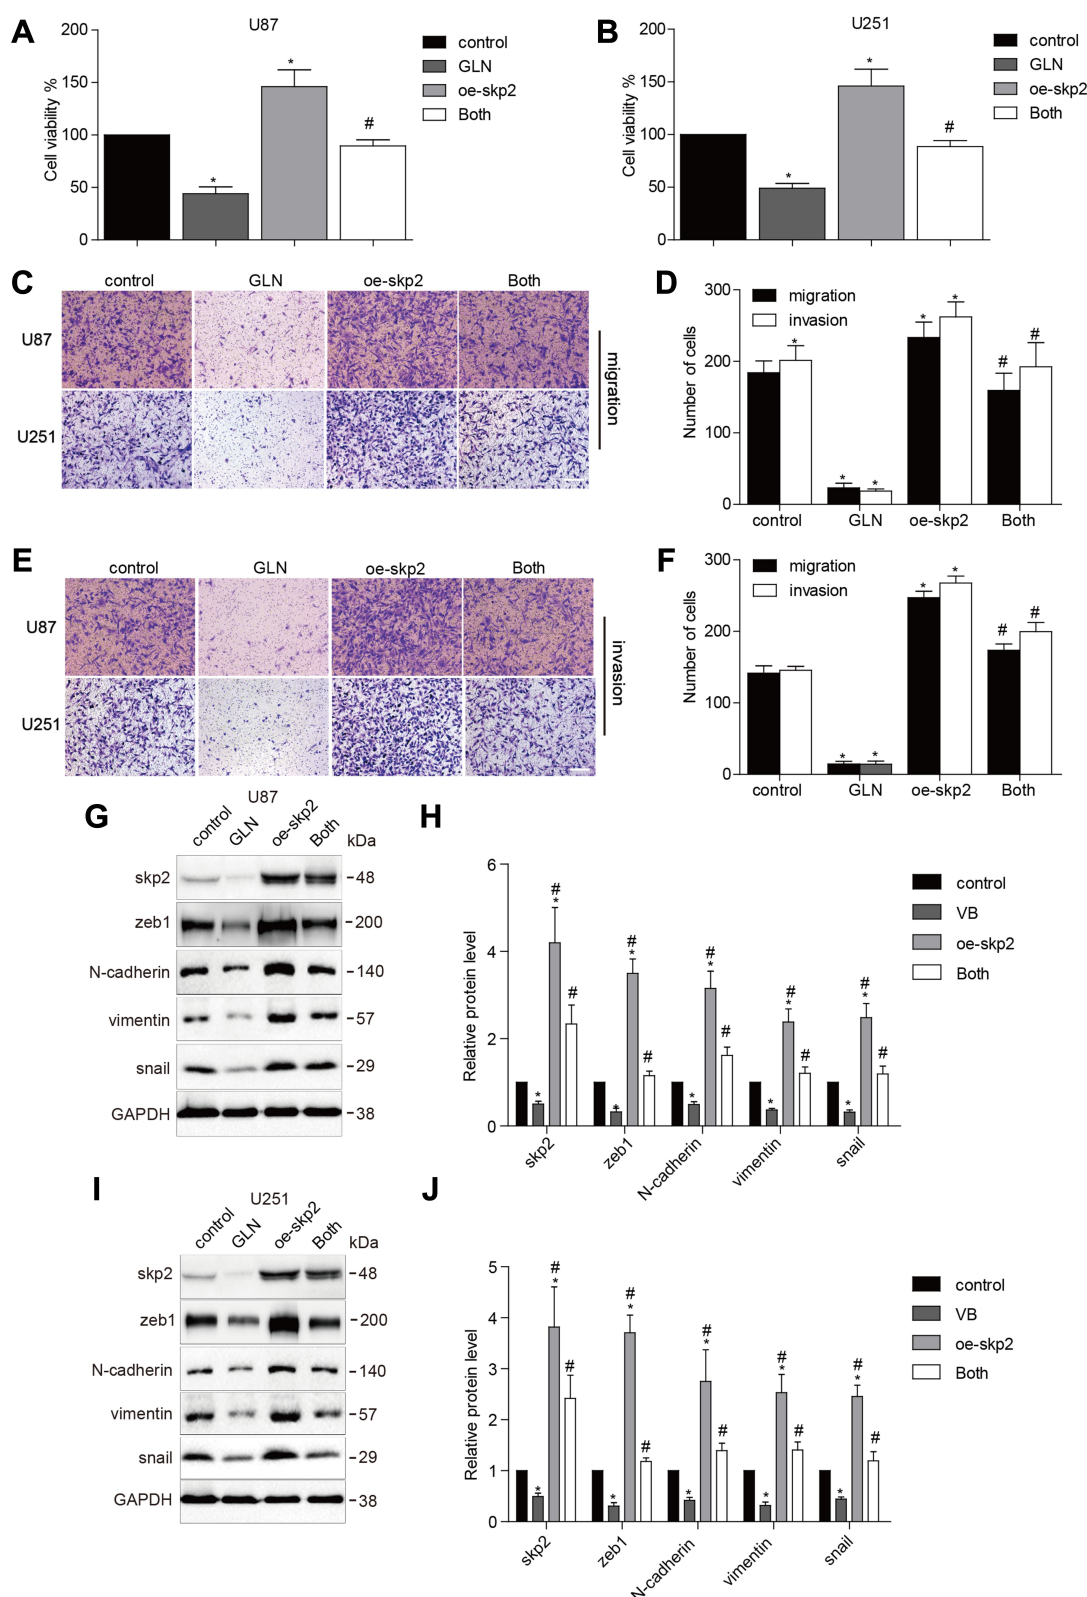 A
U87
200
150
100
50
0
Cell viability %
*
*
#
control
GLN
oe-skp2
Both
B
U251
200
150
100
50
0
Cell viability %
*
*
#
control
GLN
oe-skp2
Both
C
control GLN oe-skp2 Both
U87
U251
migration
D
300
200
100
0
Number of cells
migration
invasion
*
* *
* *
# #
control GLN oe-skp2 Both
E
control GLN oe-skp2 Both
U87
U251
invasion
F
300
200
100
0
Number of cells
migration
invasion
* *
* *
# #
control GLN oe-skp2 Both
G
U87
control GLN oe-skp2 Both kDa
skp2 -48
zeb1 -200
N-cadherin -140
vimentin -57
snail -29
GAPDH -38
H
6
4
2
0
Relative protein level
* # * #
* # * #
* # * #
* # * #
* # * #
skp2 zeb1 N-cadherin vimentin snail
control
VB
oe-skp2
Both
I
U251
control GLN oe-skp2 Both kDa
skp2 -48
zeb1 -200
N-cadherin -140
vimentin -57
snail -29
GAPDH -38
J
5
4
3
2
1
0
Relative protein level
* # * #
* # * #
* # * #
* # * #
* # * #
skp2 zeb1 N-cadherin vimentin snail
control
VB
oe-skp2
Both